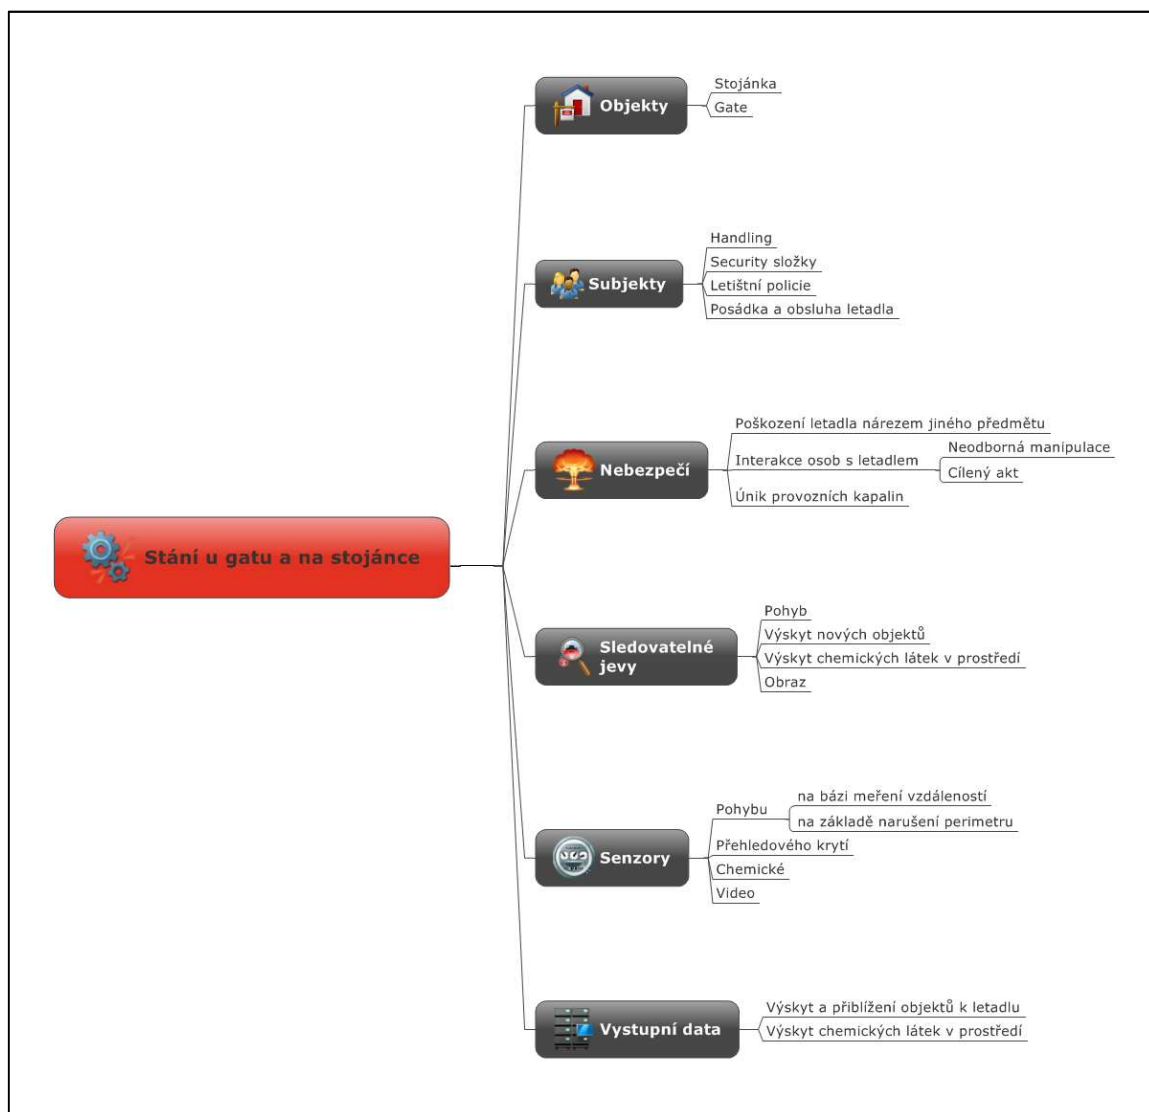 Objekty
Stojánka
Gate
Subjekty
Handling
Security složky
Letištní policie
Posádka a obsluha letadla
Nebezpečí
Poškození letadla nárezem jiného předmětu
Interakce osob s letadlem
Neodborná manipulace
Cílený akt
Únik provozních kapalin
Stání u gatu a na stojánce
Sledovatelné
jevy
Pohyb
Výskyt nových objektů
Výskyt chemických látek v prostředí
Obraz
Senzory
Pohybu
na bázi meření vzdáleností
na základě narušení perimetru
Přehledového krytí
Chemické
Video
Vystupní data
Výskyt a přiblížení objektů k letadlu
Výskyt chemických látek v prostředí